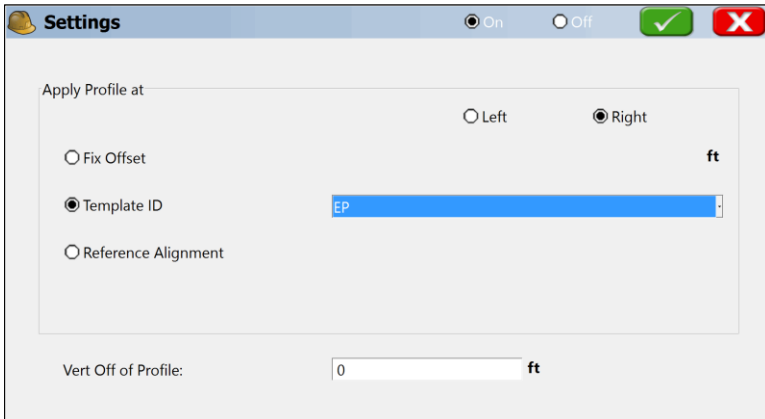 Settings On Off
Apply Profile at
Left Right
Fix Offset ft
Template ID EP
Reference Alignment
Vert Off of Profile: 0 ft